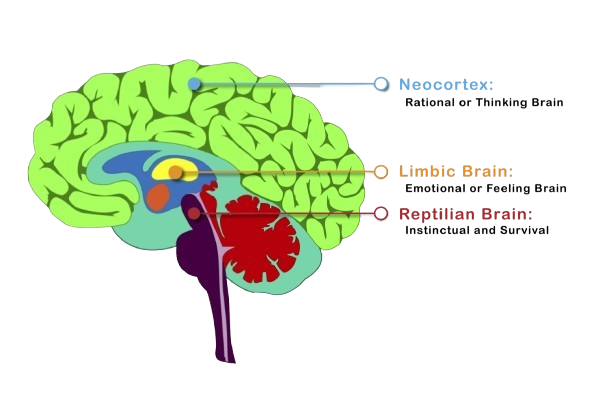 Neocortex:
Rational or Thinking Brain
Limbic Brain:
Emotional or Feeling Brain
Reptilian Brain:
Instinctual and Survival